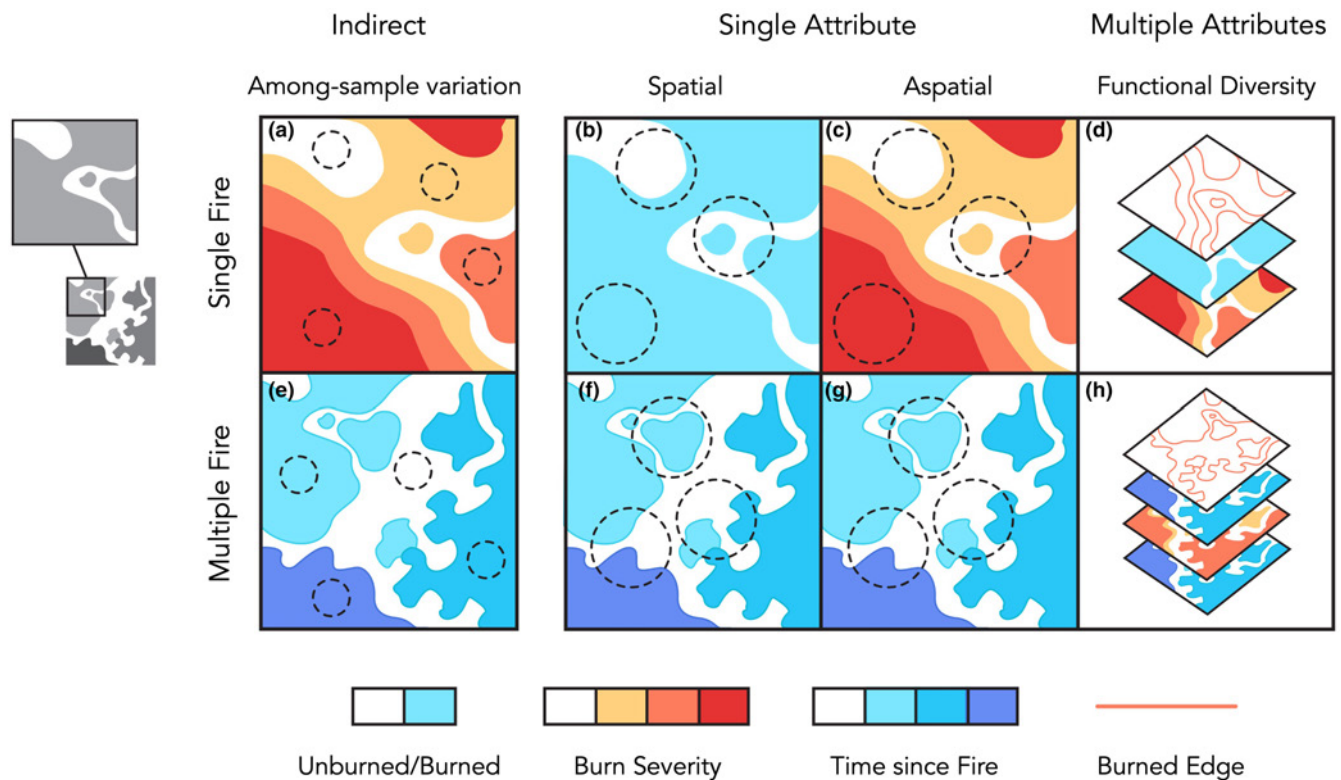 Indirect
Single Attribute
Multiple Attributes
Among-sample variation
Spatial
Aspatial
Functional Diversity
Single Fire
(a)
(b)
(c)
(d)
Multiple Fire
(e)
(f)
(g)
(h)
Unburned/Burned
Burn Severity
Time since Fire
Burned Edge